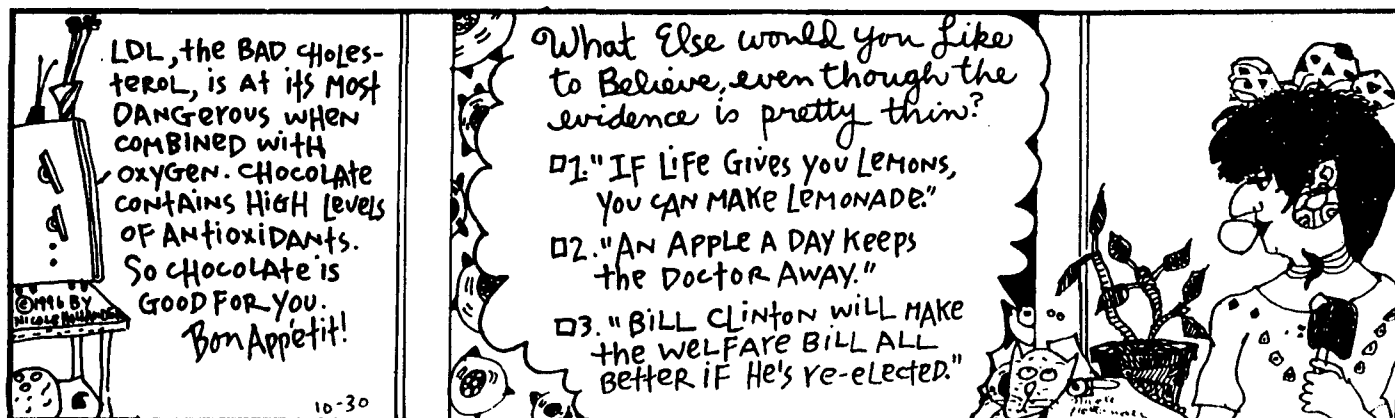 LDL, the BAD CHOLES-
teROL, is At its Most
DANGEROUS WHEN
COMBINED WITH
OXYGEN. CHOCOLATE
CONTAINS HIGH LEVELS
OF ANtioxiDANts.
So CHOCOLATE is
GOOD FOR YOU.
Bon Appétit!
©1996 BY
NICOLE HOLLANDER
10-30
What Else would you Like
to Believe, even though the
evidence is pretty thin?
□1. "IF LiFe Gives you LeMONS,
you CAN MAKe LeMONADe."
□2. "AN APPLe A DAY Keeps
the DOCTOR AWAY."
□3. "BiLL CLiNtoN WiLL MAKe
the WeLFARe BiLL ALL
BetteR iF He's re-eLecteD."